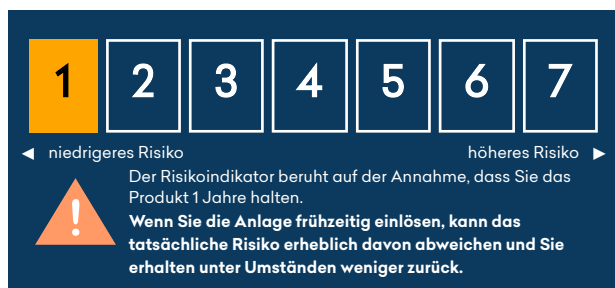 1 2 3 4 5 6 7
◄ niedrigeres Risiko höheres Risiko ►
Der Risikoindikator beruht auf der Annahme, dass Sie das
Produkt 1 Jahre halten.
Wenn Sie die Anlage frühzeitig einlösen, kann das
tatsächliche Risiko erheblich davon abweichen und Sie
erhalten unter Umständen weniger zurück.